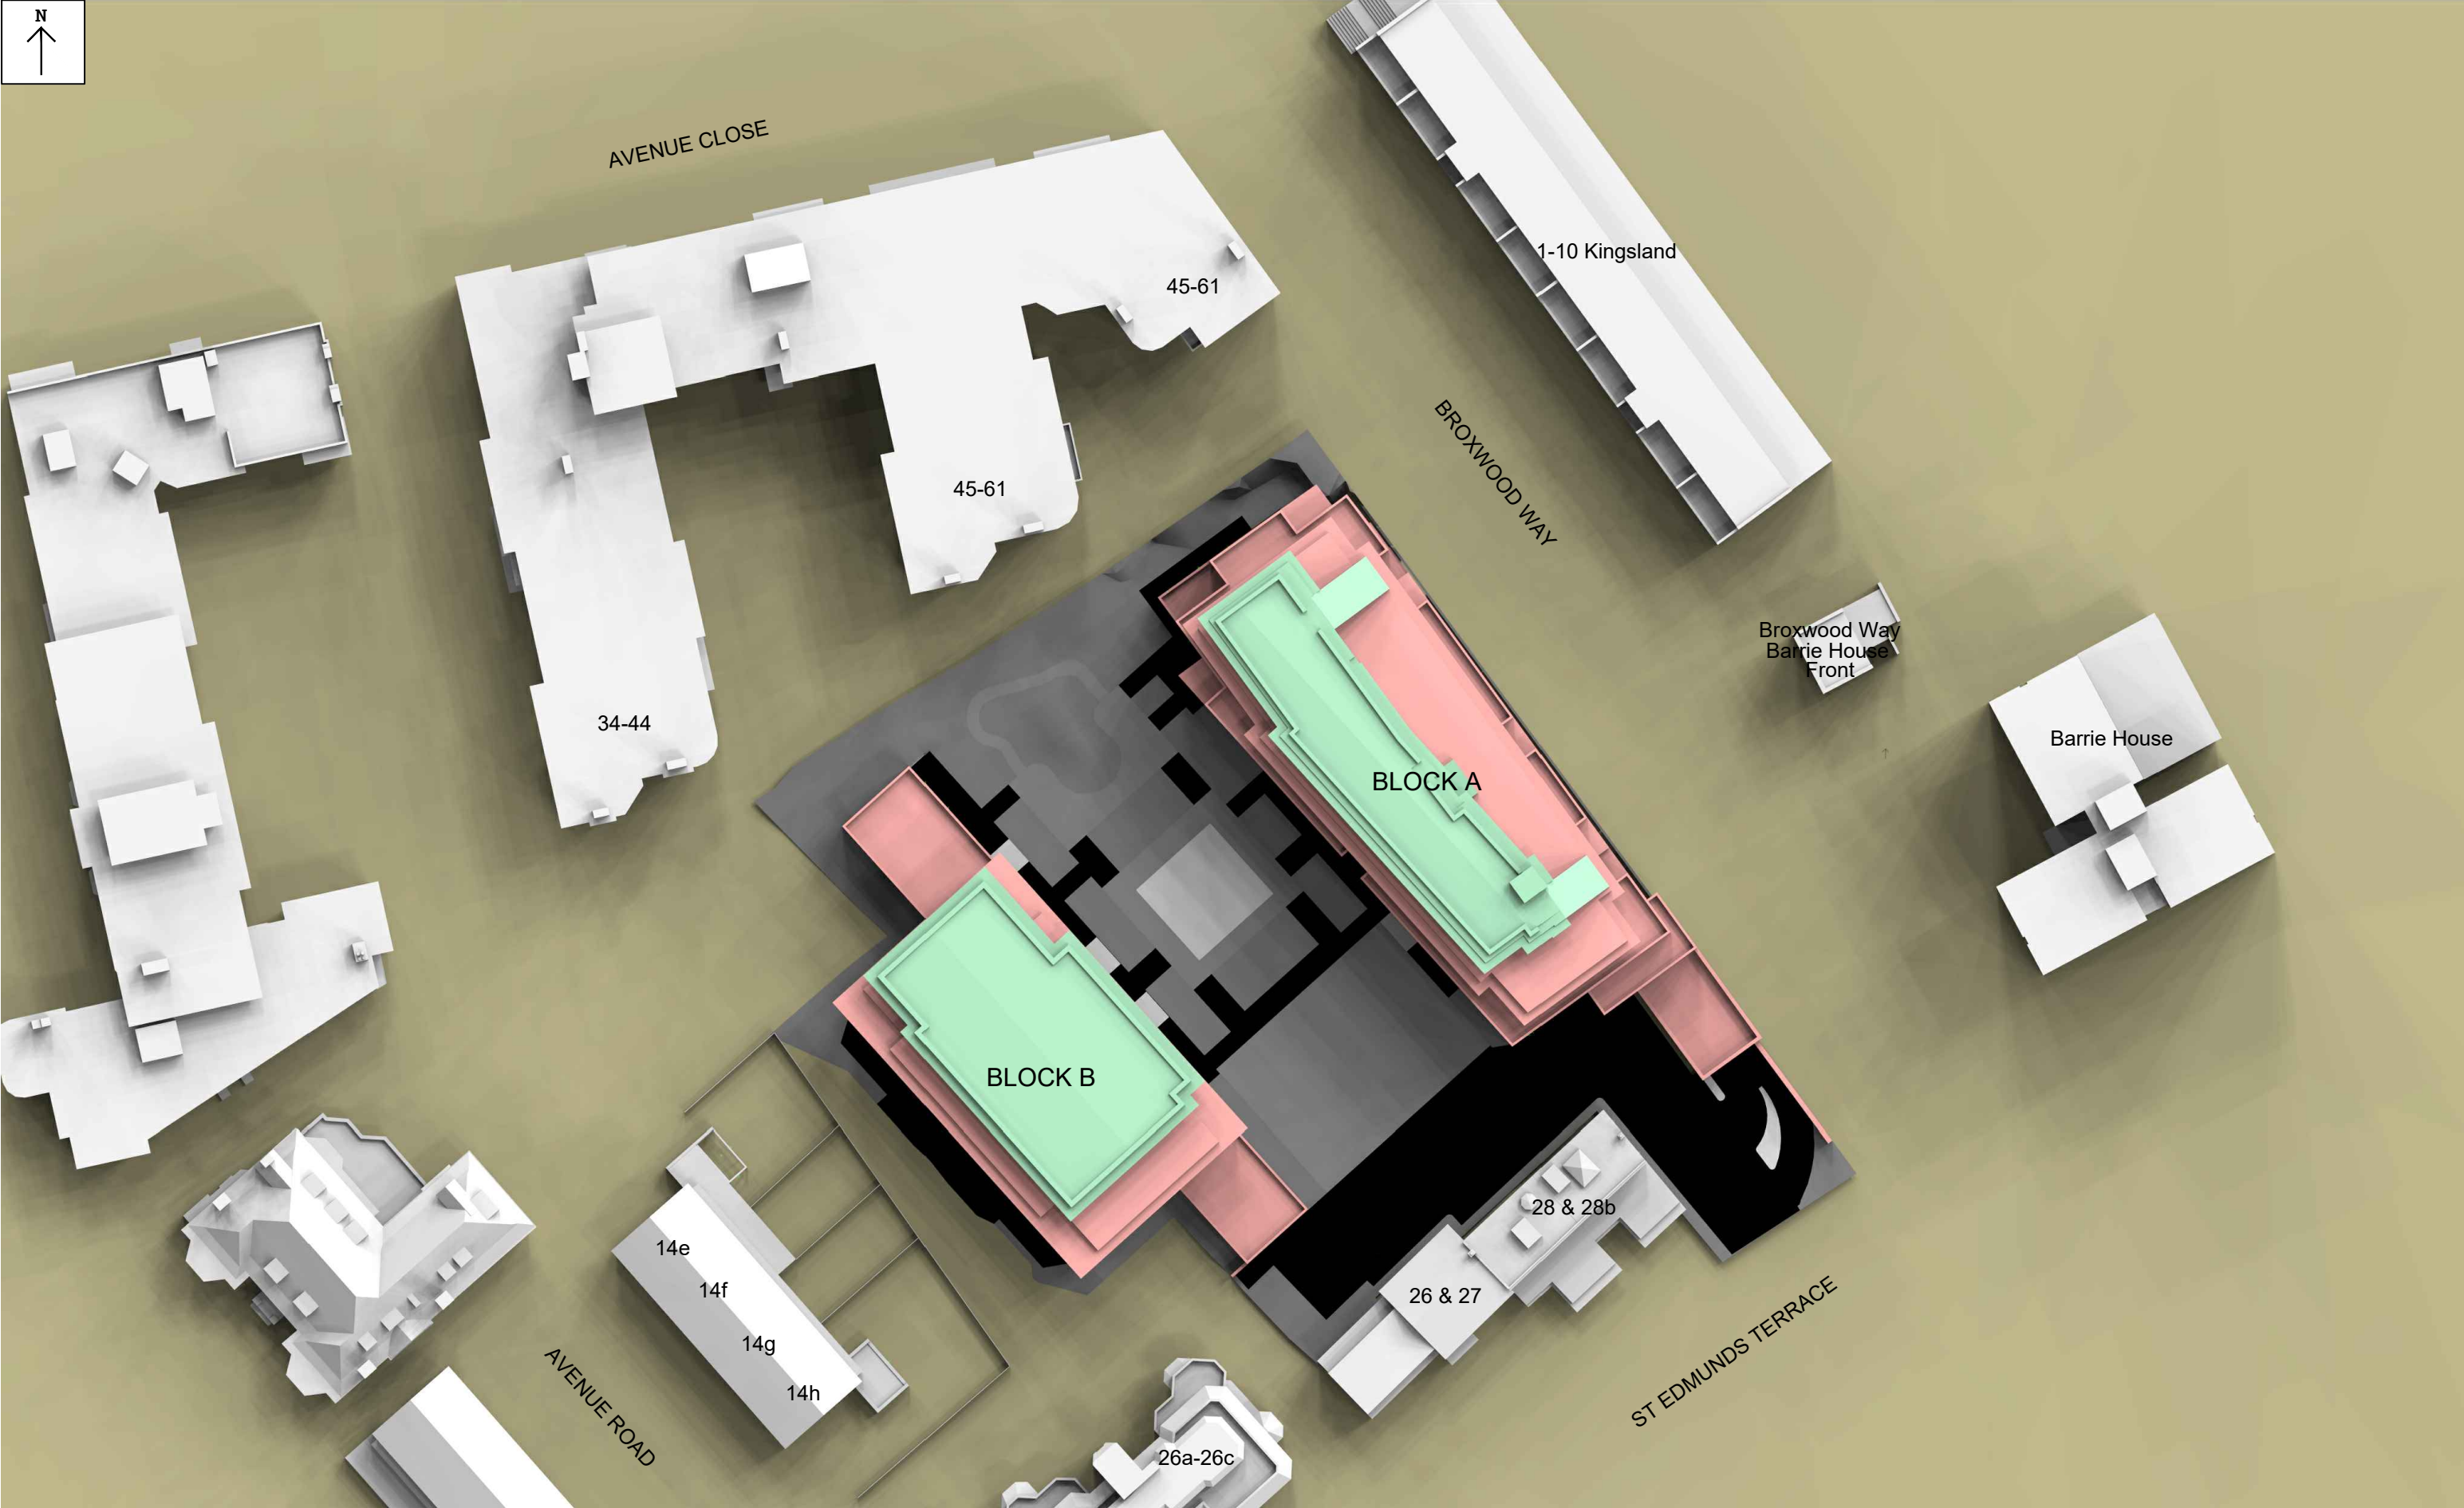 N
AVENUE CLOSE
1-10 Kingsland
45-61
BROXWOOD WAY
45-61
Broxwood Way
Barrie House
Front
34-44
Barrie House
BLOCK A
BLOCK B
28 & 28b
14e
14f
26 & 27
14g
14h
AVENUE ROAD
ST EDMUNDS TERRACE
26a-26c